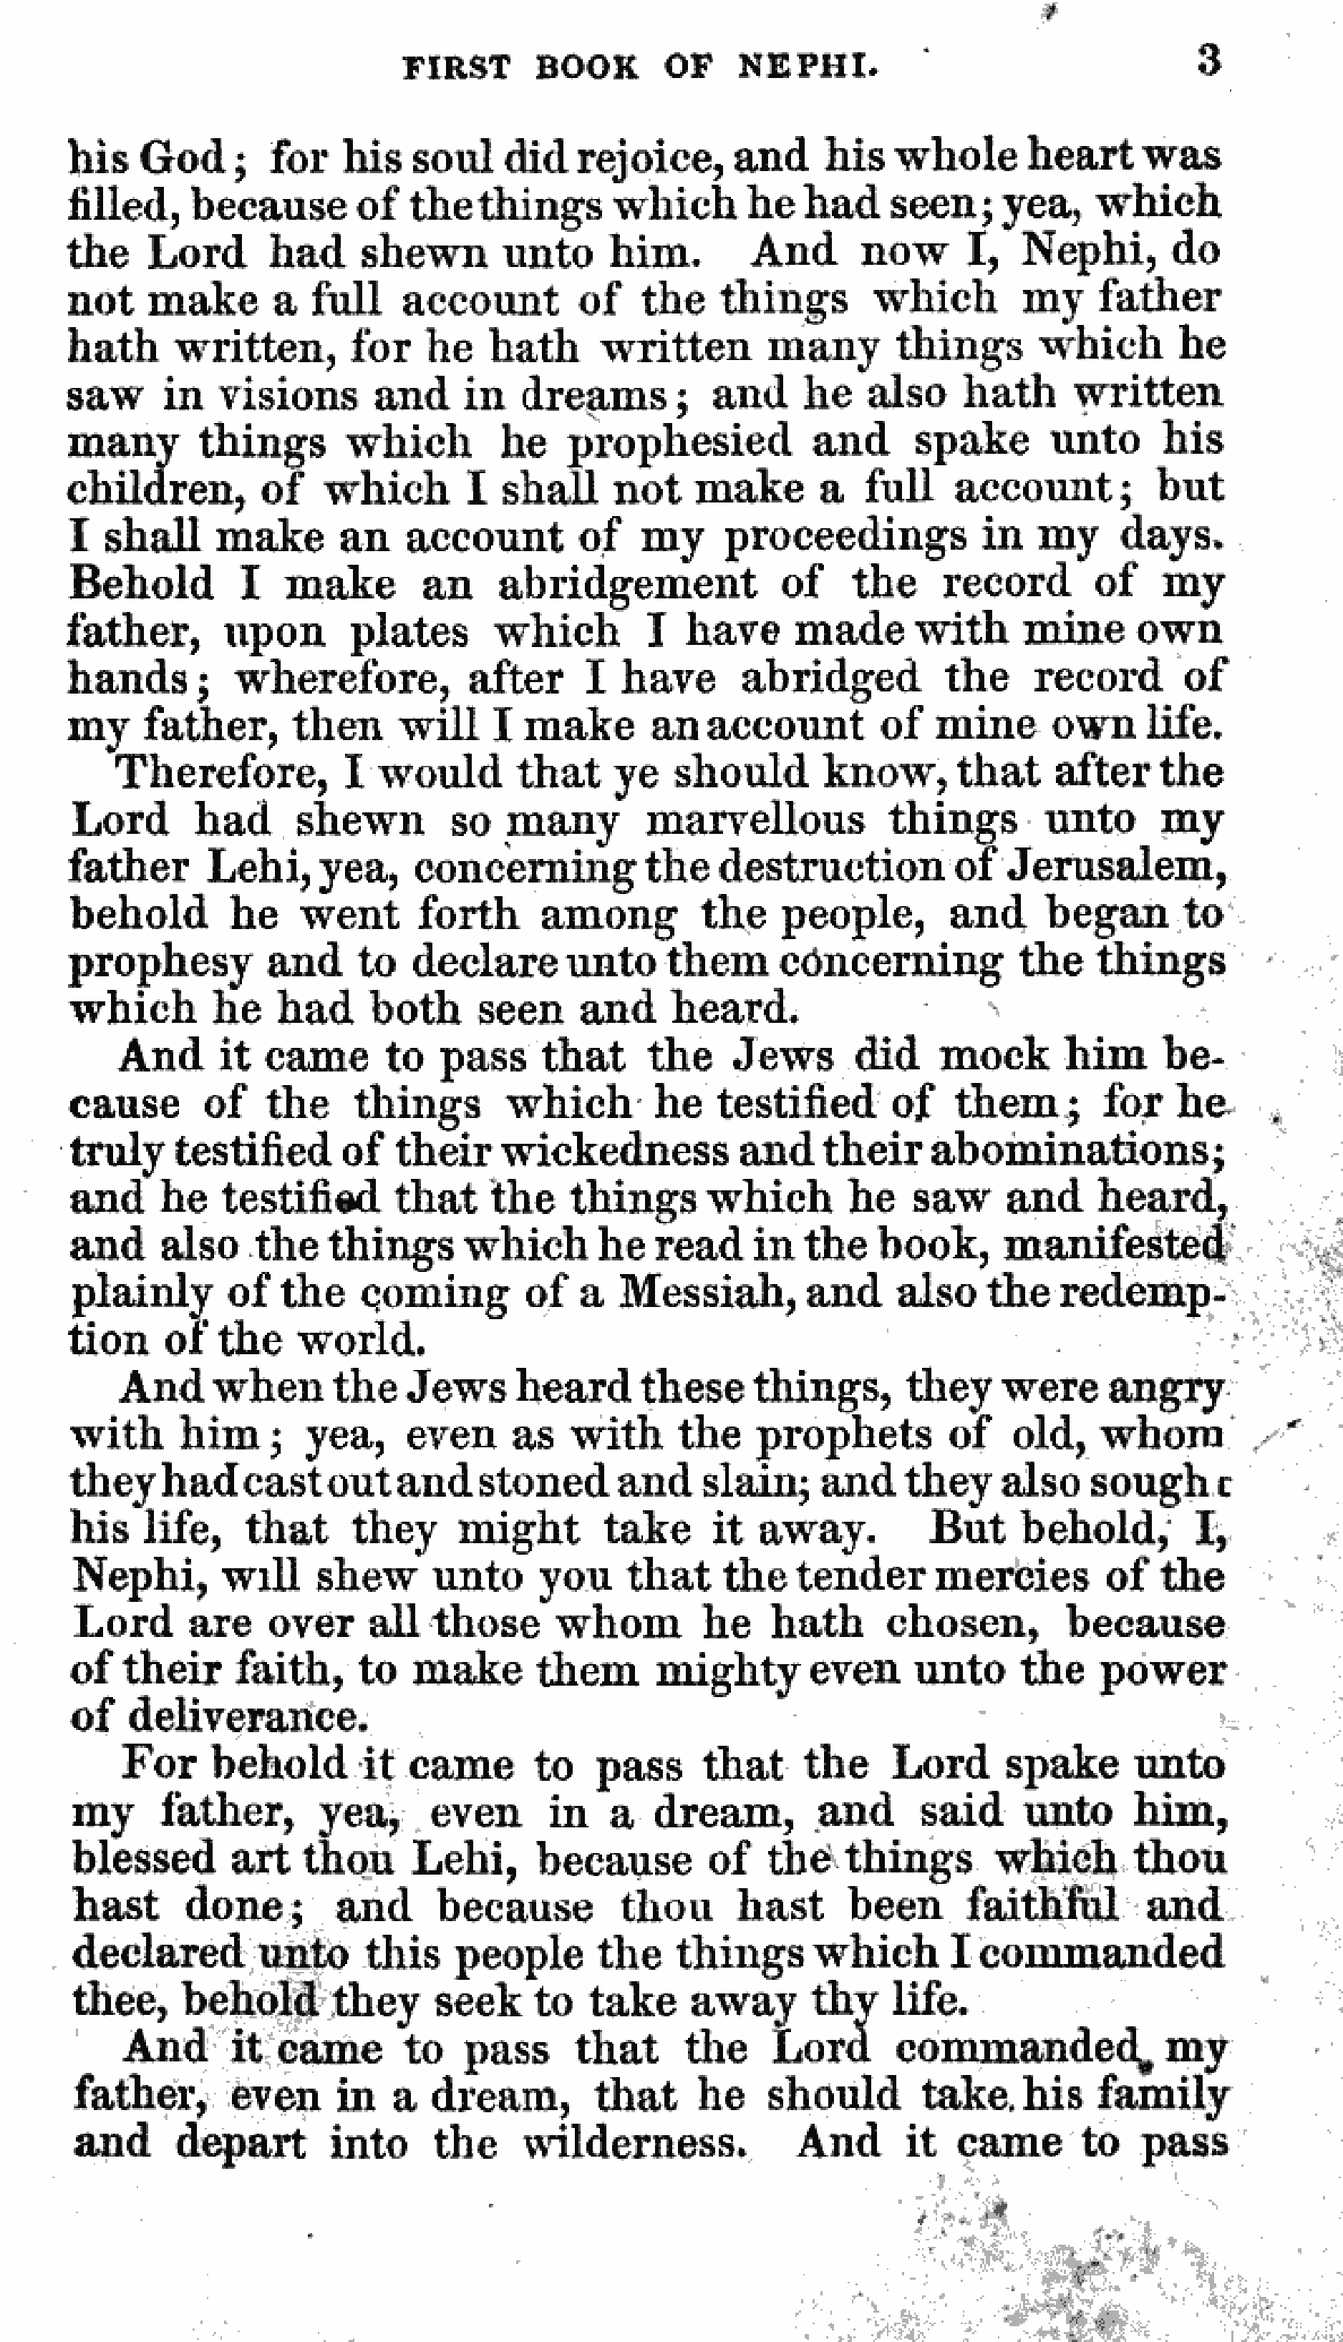 FIRST BOOK OF NEPHI. 3
his God; for his soul did rejoice, and his whole heart was
filled, because of the things which he had seen; yea, which
the Lord had shewn unto him. And now I, Nephi, do
not make a full account of the things which my father
hath written, for he hath written many things which he
saw in visions and in dreams; and he also hath written
many things which he prophesied and spake unto his
children, of which I shall not make a full account; but
I shall make an account of my proceedings in my days.
Behold I make an abridgement of the record of my
father, upon plates which I have made with mine own
hands; wherefore, after I have abridged the record of
my father, then will I make an account of mine own life.
Therefore, I would that ye should know, that after the
Lord had shewn so many marvellous things unto my
father Lehi, yea, concerning the destruction of Jerusalem,
behold he went forth among the people, and began to
prophesy and to declare unto them concerning the things
which he had both seen and heard.
And it came to pass that the Jews did mock him be-
cause of the things which he testified of them; for he
truly testified of their wickedness and their abominations;
and he testified that the things which he saw and heard,
and also the things which he read in the book, manifested
plainly of the coming of a Messiah, and also the redemp-
tion of the world.
And when the Jews heard these things, they were angry
with him; yea, even as with the prophets of old, whom
they had cast out and stoned and slain; and they also sought
his life, that they might take it away. But behold, I,
Nephi, will shew unto you that the tender mercies of the
Lord are over all those whom he hath chosen, because
of their faith, to make them mighty even unto the power
of deliverance.
For behold it came to pass that the Lord spake unto
my father, yea, even in a dream, and said unto him,
blessed art thou Lehi, because of the things which thou
hast done; and because thou hast been faithful and
declared unto this people the things which I commanded
thee, behold they seek to take away thy life.
And it came to pass that the Lord commanded my
father, even in a dream, that he should take his family
and depart into the wilderness. And it came to pass